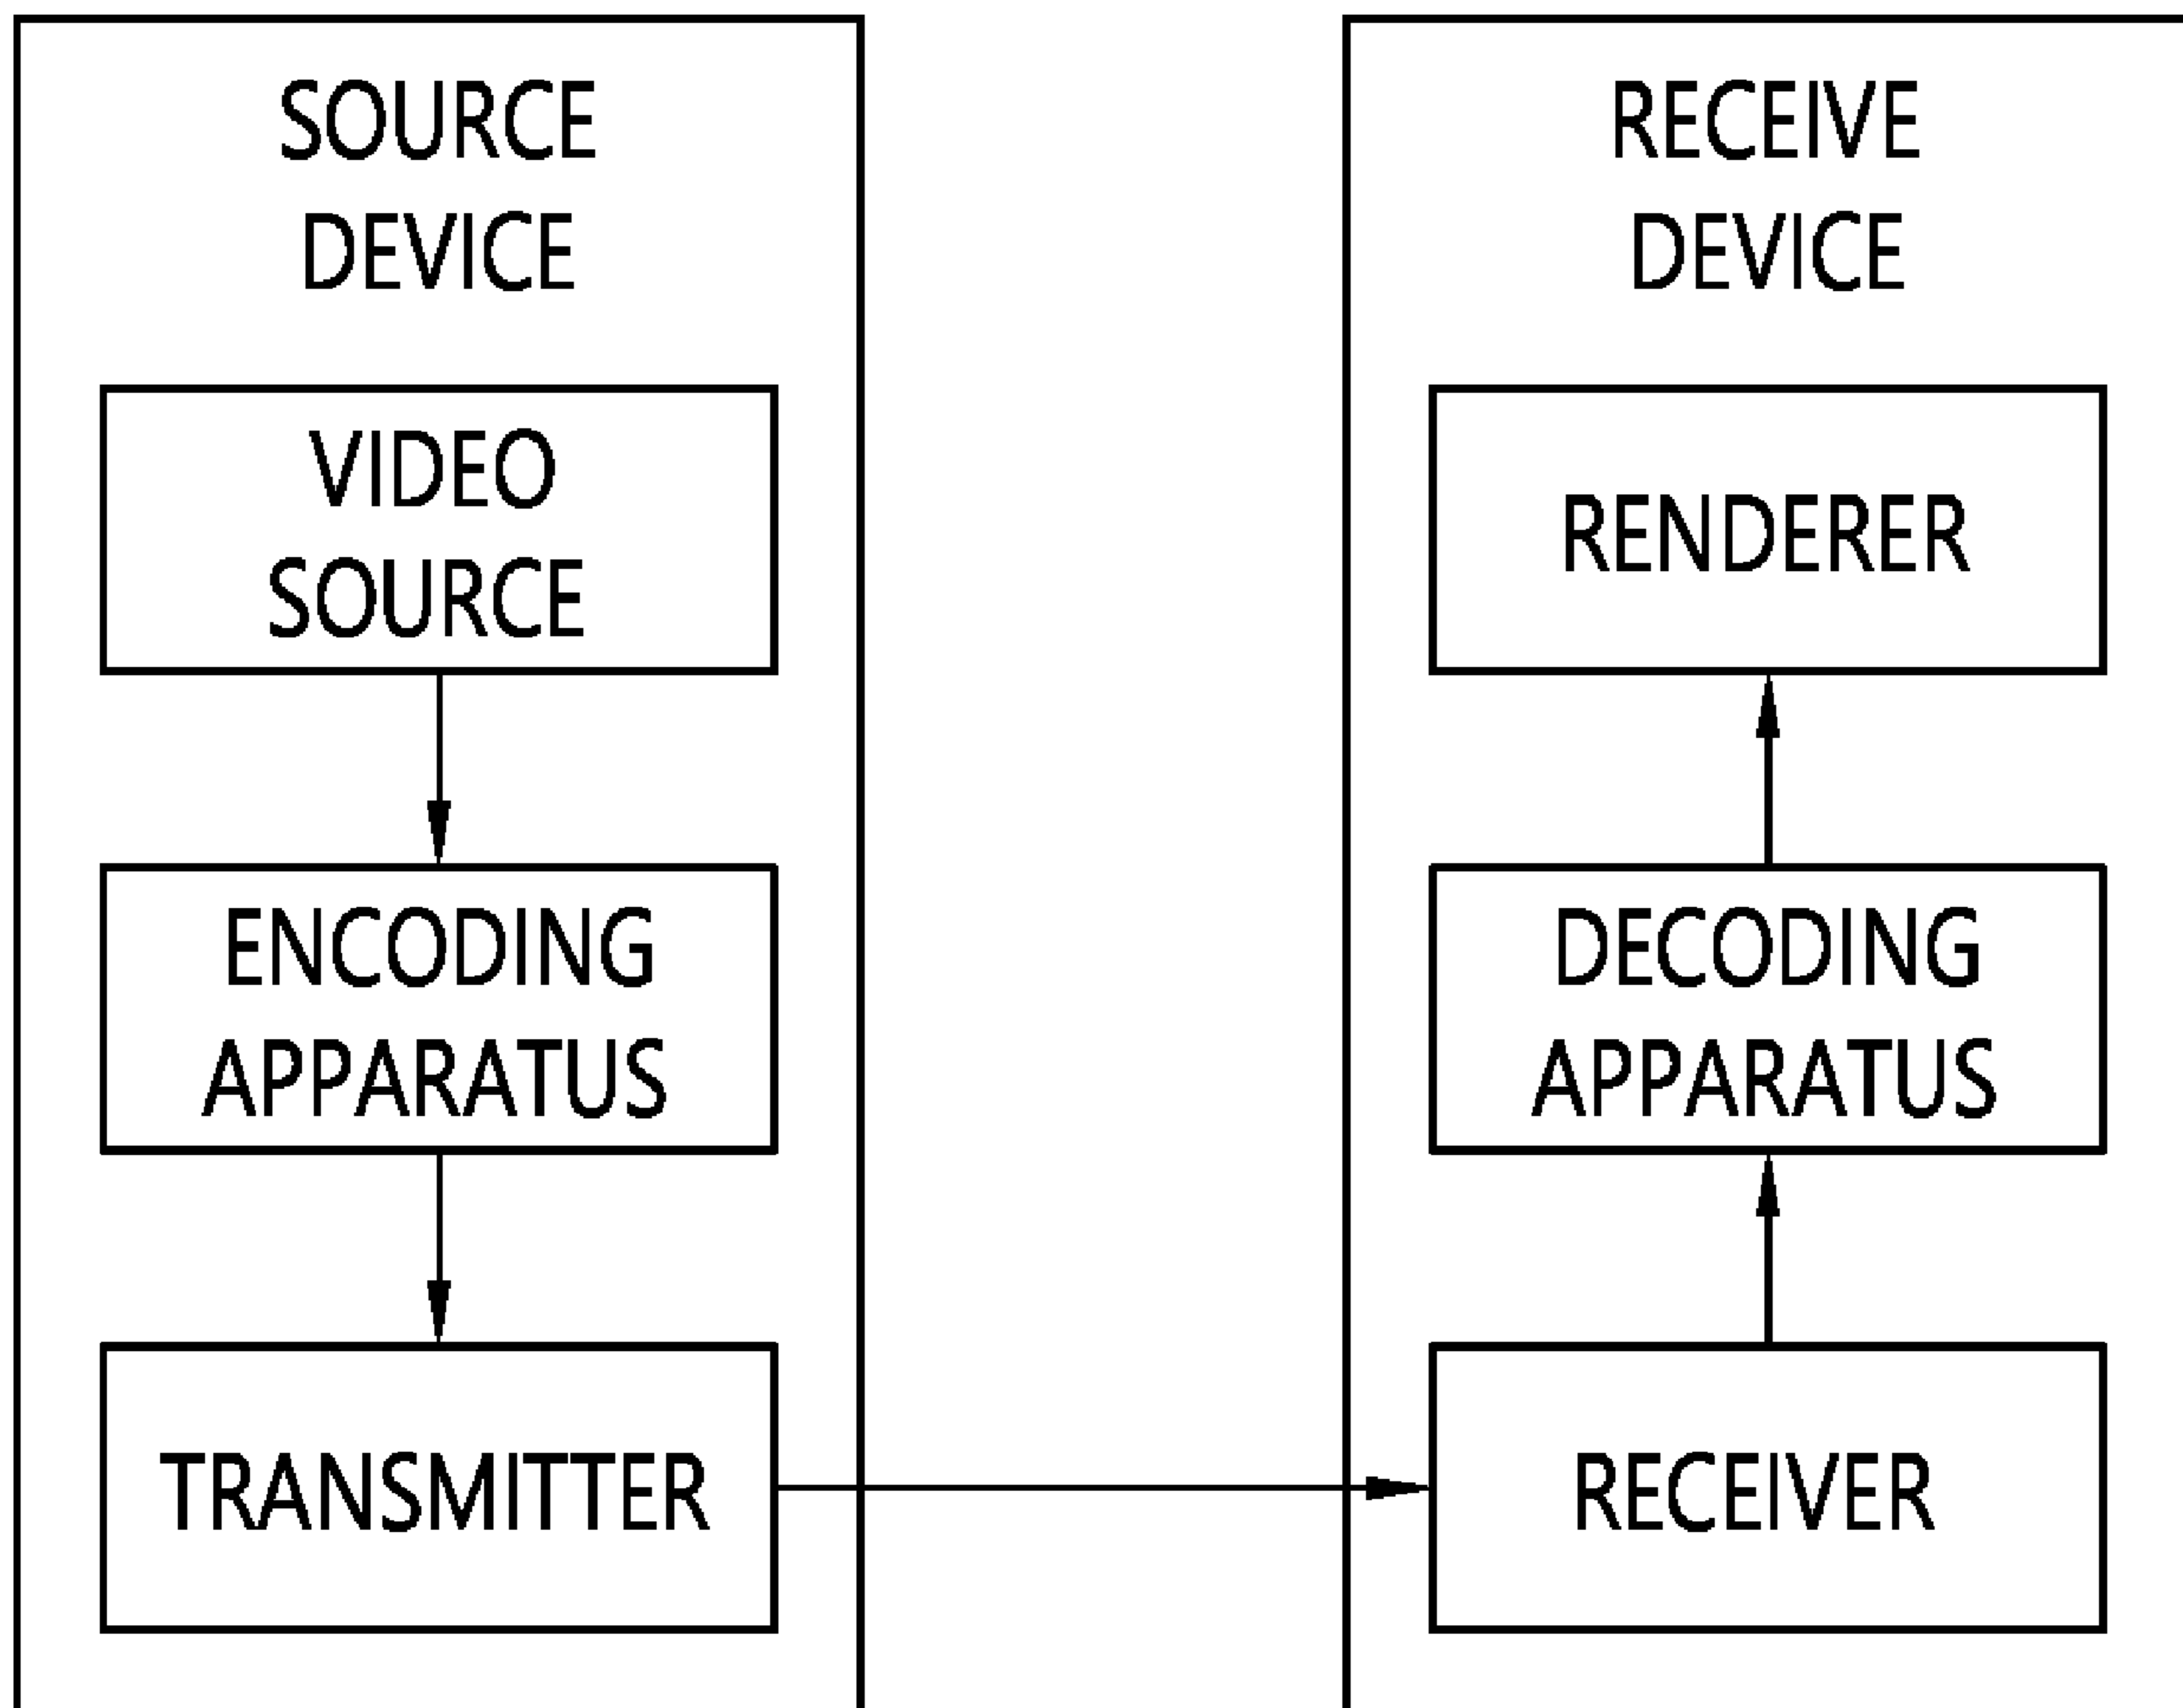 SOURCE
DEVICE
VIDEO
SOURCE
ENCODING
APPARATUS
TRANSMITTER
RECEIVE
DEVICE
RENDERER
DECODING
APPARATUS
RECEIVER